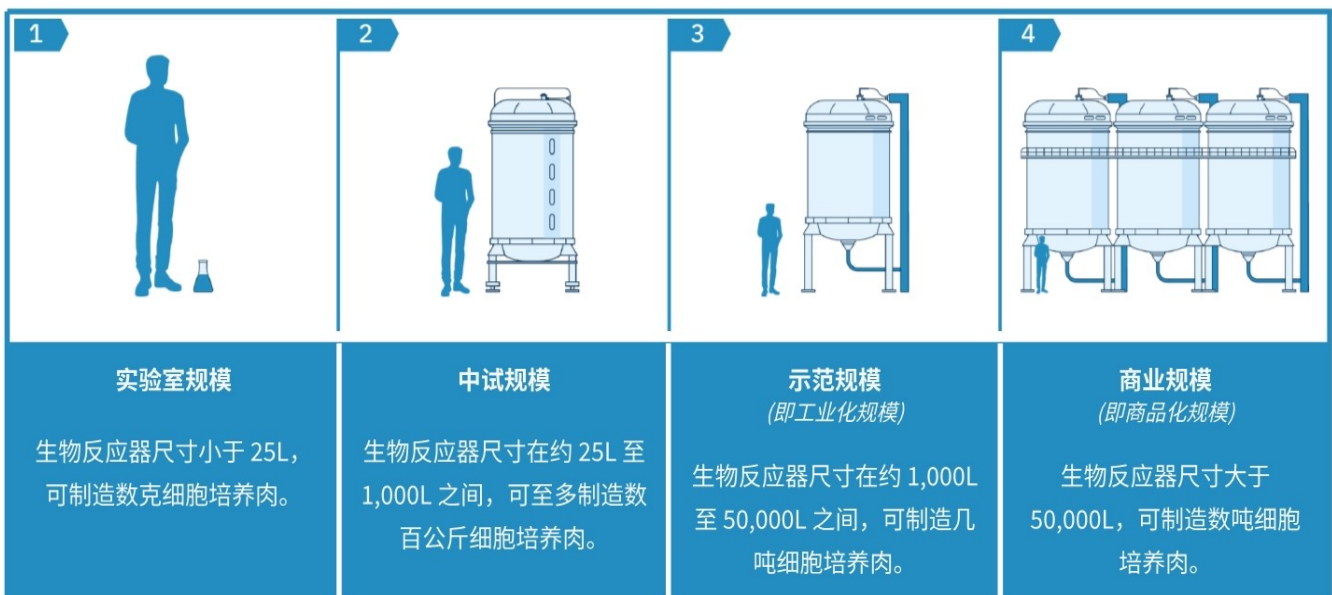 1
2
3
4
实验室规模
生物反应器尺寸小于 25L，
可制造数克细胞培养肉。
中试规模
生物反应器尺寸在约 25L 至
1,000L 之间，可至多制造数
百公斤细胞培养肉。
示范规模
(即工业化规模)
生物反应器尺寸在约 1,000L
至 50,000L 之间，可制造几
吨细胞培养肉。
商业规模
(即商品化规模)
生物反应器尺寸大于
50,000L，可制造数吨细胞
培养肉。